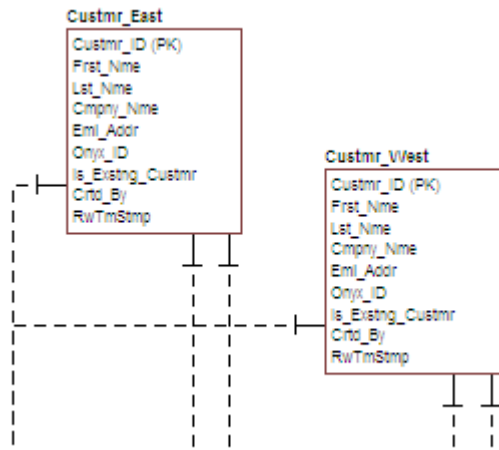 Custmr_East
Custmr_ID (PK)
Frst_Nme
Lst_Nme
Cmpny_Nme
Eml_Addr
Onyx_ID
Is_Exstng_Custmr
Crtd_By
RwTmStmp
Custmr_West
Custmr_ID (PK)
Frst_Nme
Lst_Nme
Cmpny_Nme
Eml_Addr
Onyx_ID
Is_Exstng_Custmr
Crtd_By
RwTmStmp